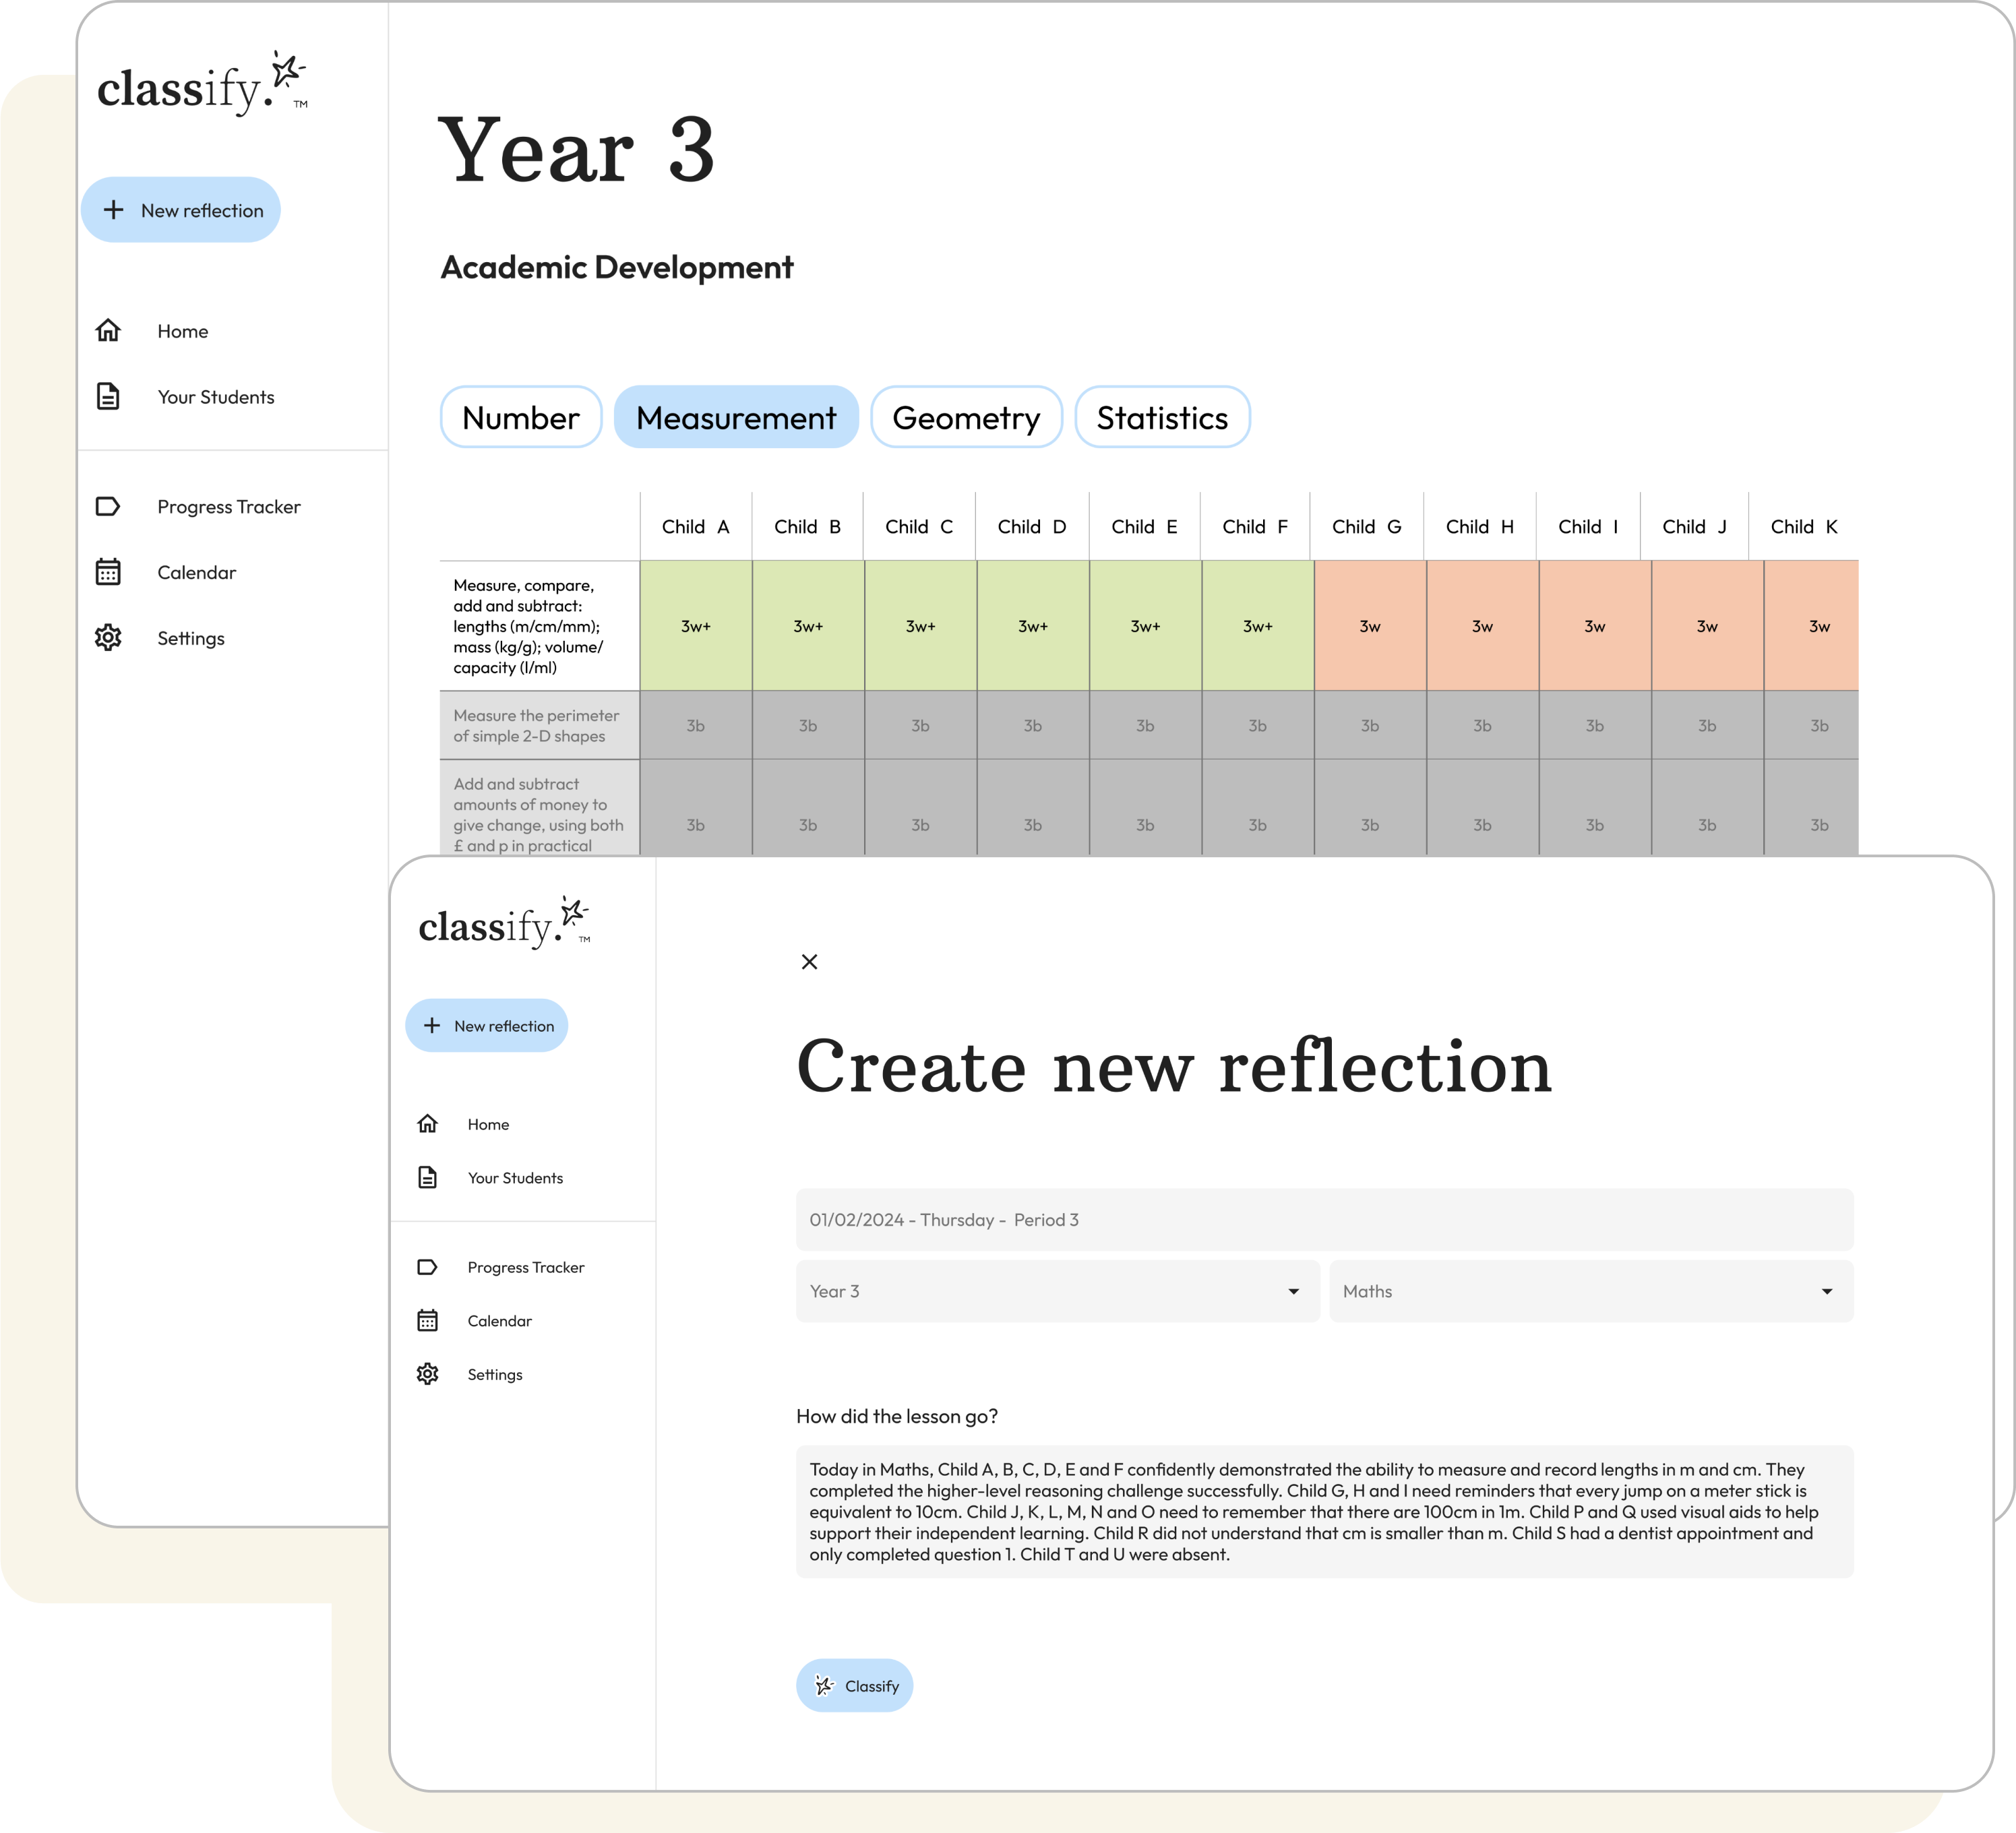 classify. TM
New reflection
Home
Your Students
Progress Tracker
Calendar
Settings
Year 3
Academic Development
Number Measurement Geometry Statistics
Child A Child B Child C Child D Child E Child F Child G Child H Child I Child J Child K
Measure, compare,
add and subtract:
lengths (m/cm/mm);
mass (kg/g); volume/
capacity (l/ml)
3w+ 3w+ 3w+ 3w+ 3w+ 3w+ 3w 3w 3w 3w 3w
Measure the perimeter
of simple 2-D shapes
3b 3b 3b 3b 3b 3b 3b 3b 3b 3b 3b
Add and subtract
amounts of money to
give change, using both
£ and p in practical
3b 3b 3b 3b 3b 3b 3b 3b 3b 3b 3b
classify. TM
New reflection
Home
Your Students
Progress Tracker
Calendar
Settings
Create new reflection
01/02/2024 - Thursday - Period 3
Year 3 Maths
How did the lesson go?
Today in Maths, Child A, B, C, D, E and F confidently demonstrated the ability to measure and record lengths in m and cm. They
completed the higher-level reasoning challenge successfully. Child G, H and I need reminders that every jump on a meter stick is
equivalent to 10cm. Child J, K, L, M, N and O need to remember that there are 100cm in 1m. Child P and Q used visual aids to help
support their independent learning. Child R did not understand that cm is smaller than m. Child S had a dentist appointment and
only completed question 1. Child T and U were absent.
Classify